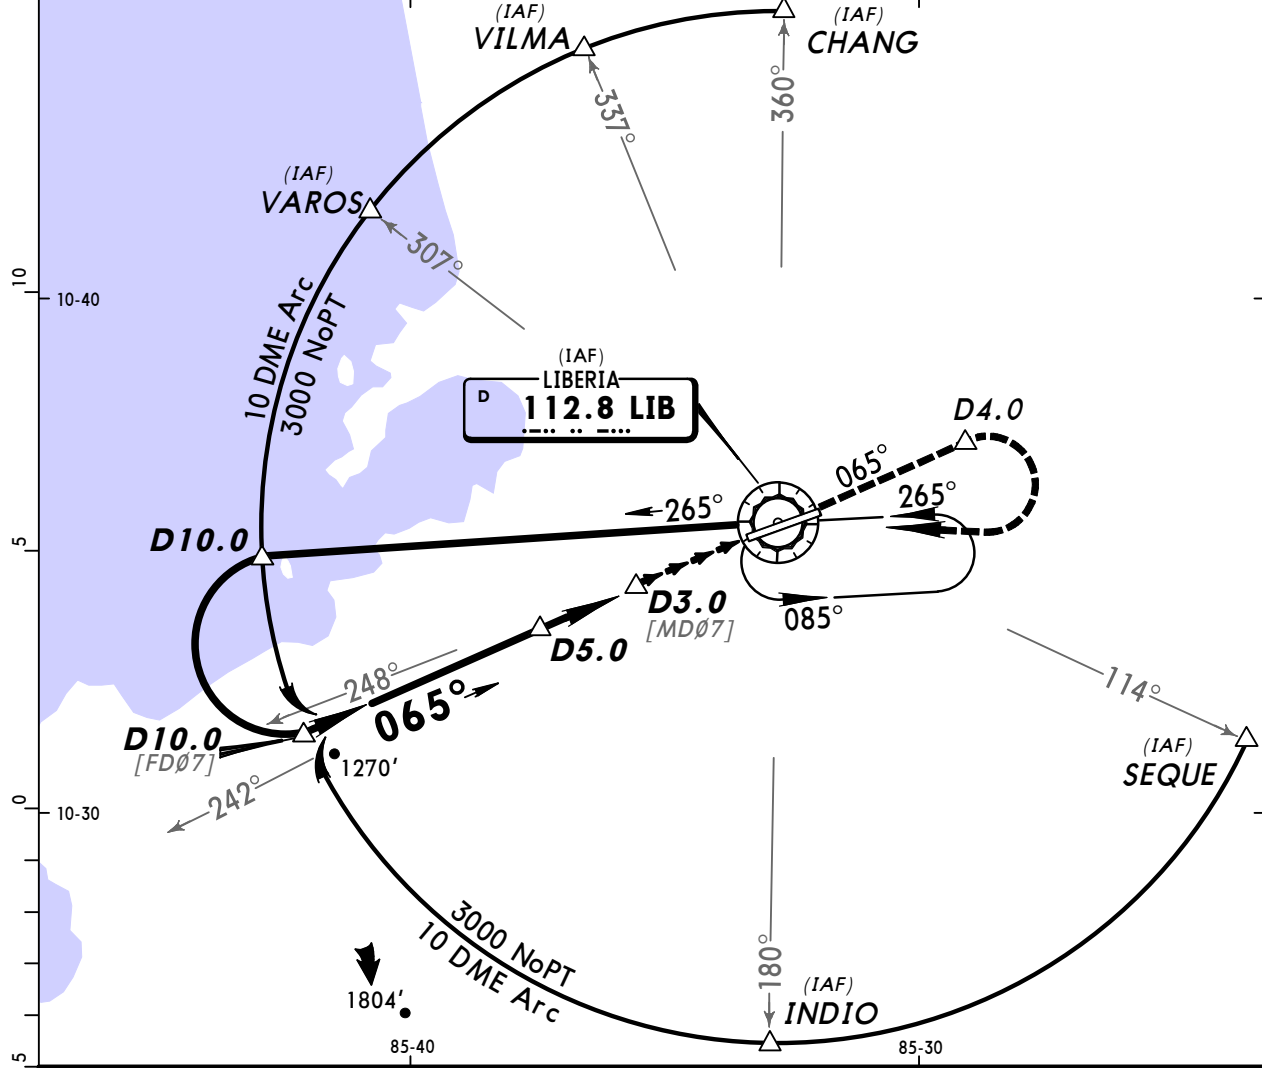 (IAF)
VILMA
(IAF)
CHANG
337°
360°
(IAF)
VAROS
307°
10
10-40
10 DME Arc
3000 NoPT
(IAF)
LIBERIA
D 112.8 LIB
D4.0
065°
265°
265°
D10.0
5
D3.0
[MDØ7]
085°
D5.0
248°
065°
114°
D10.0
[FDØ7]
1270'
242°
(IAF)
SEQUE
0
10-30
3000 NoPT
10 DME Arc
180°
(IAF)
INDIO
1804'
5
85-40
85-30